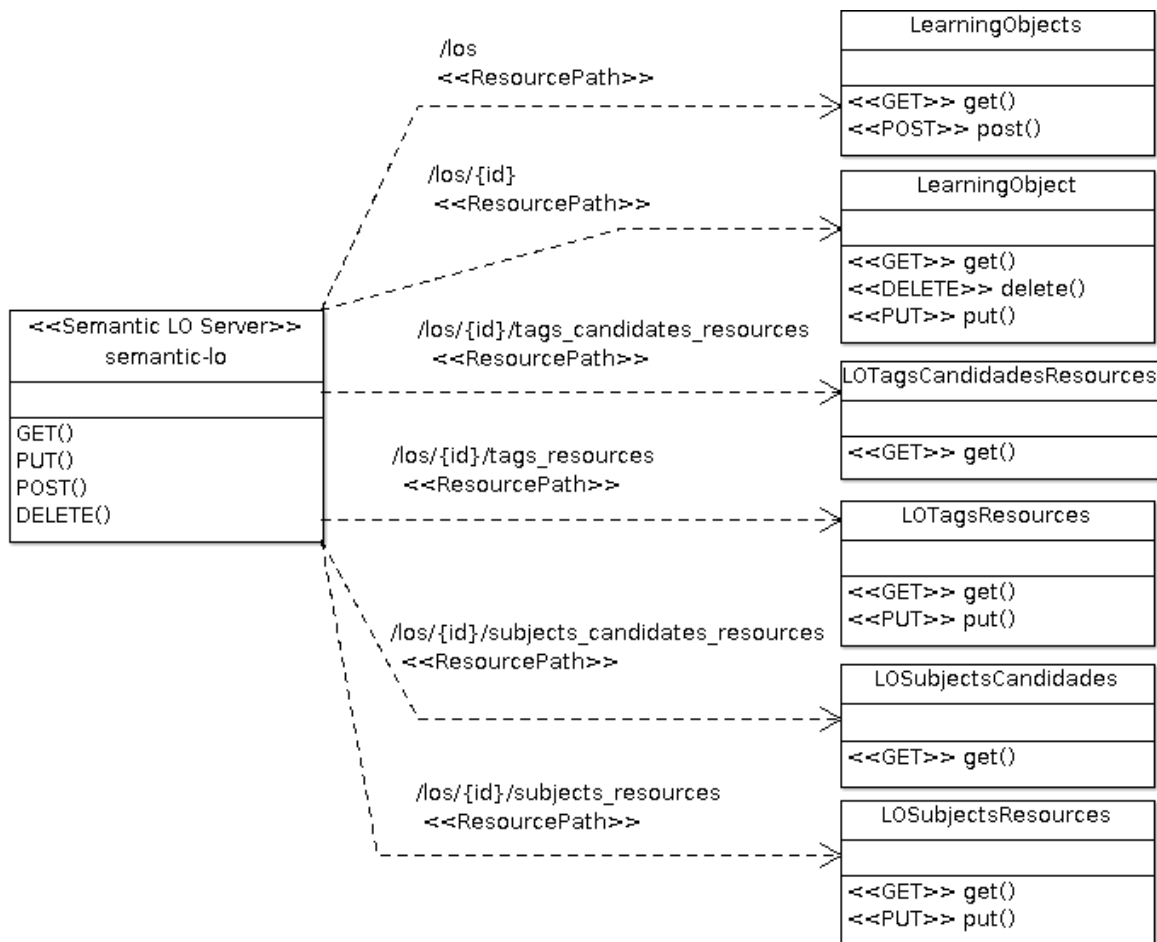 LearningObjects
/los
<<ResourcePath>>
<<GET>> get()
<<POST>> post()
/los/{id}
<<ResourcePath>>
LearningObject
<<GET>> get()
<<DELETE>> delete()
<<PUT>> put()
<<Semantic LO Server>>
semantic-lo
GET()
PUT()
POST()
DELETE()
/los/{id}/tags_candidates_resources
<<ResourcePath>>
LOTagsCandidadesResources
<<GET>> get()
/los/{id}/tags_resources
<<ResourcePath>>
LOTagsResources
<<GET>> get()
<<PUT>> put()
/los/{id}/subjects_candidates_resources
<<ResourcePath>>
LOSubjectsCandidades
<<GET>> get()
/los/{id}/subjects_resources
<<ResourcePath>>
LOSubjectsResources
<<GET>> get()
<<PUT>> put()